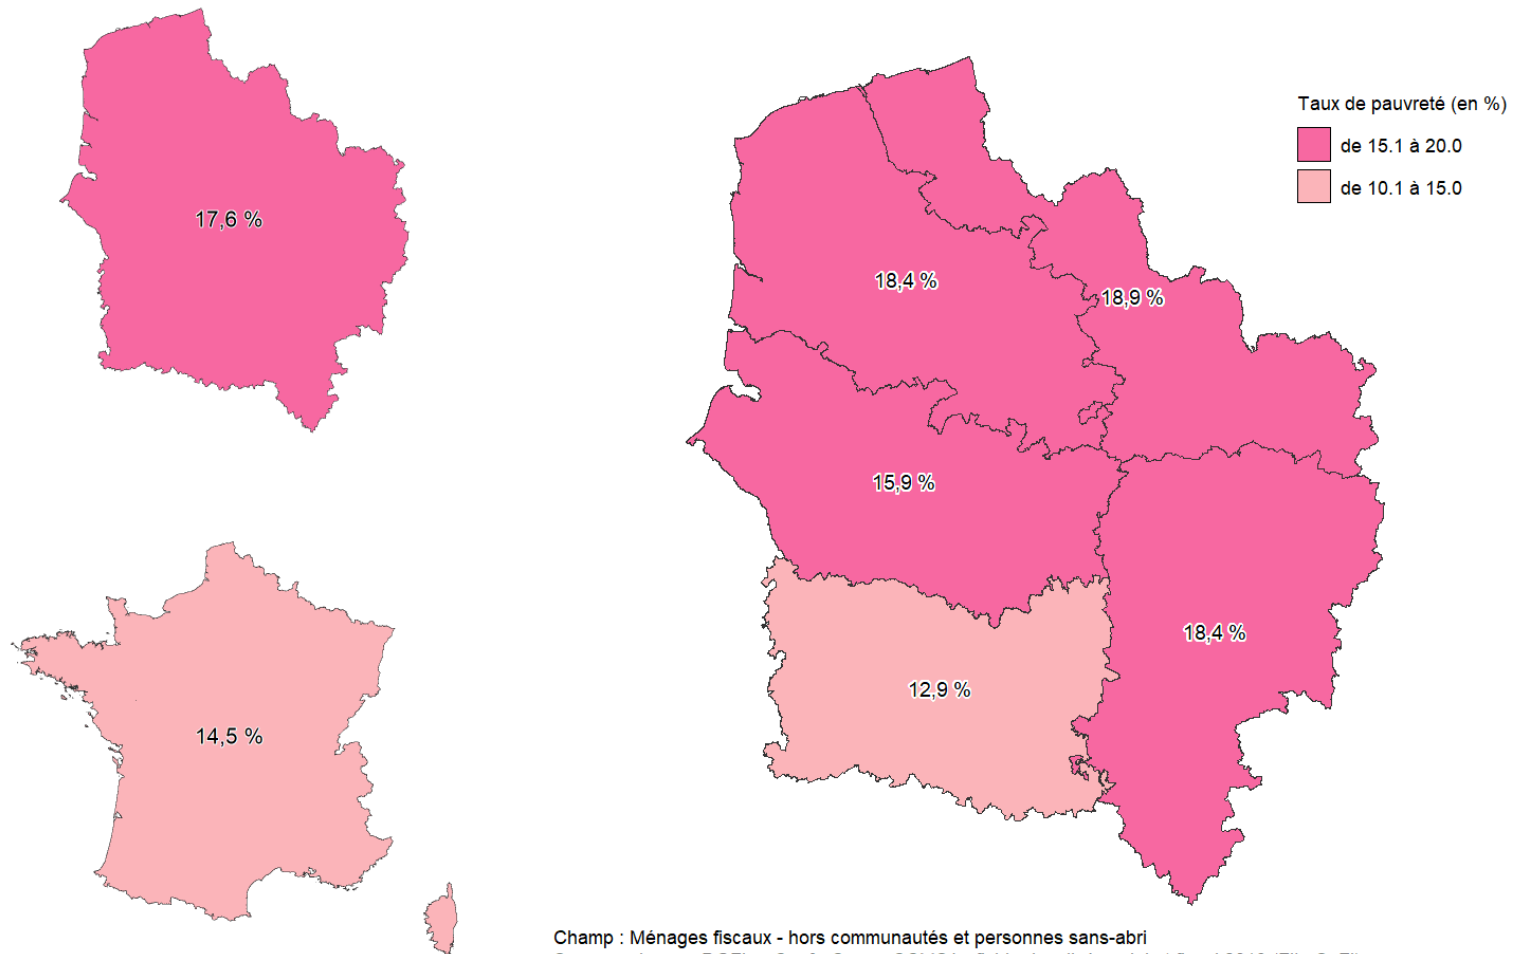 17,6 %
14,5 %
Taux de pauvreté (en %)
de 15.1 à 20.0
de 10.1 à 15.0
18,4 %
18,9 %
15,9 %
18,4 %
12,9 %
Champ : Ménages fiscaux - hors communautés et personnes sans-abri